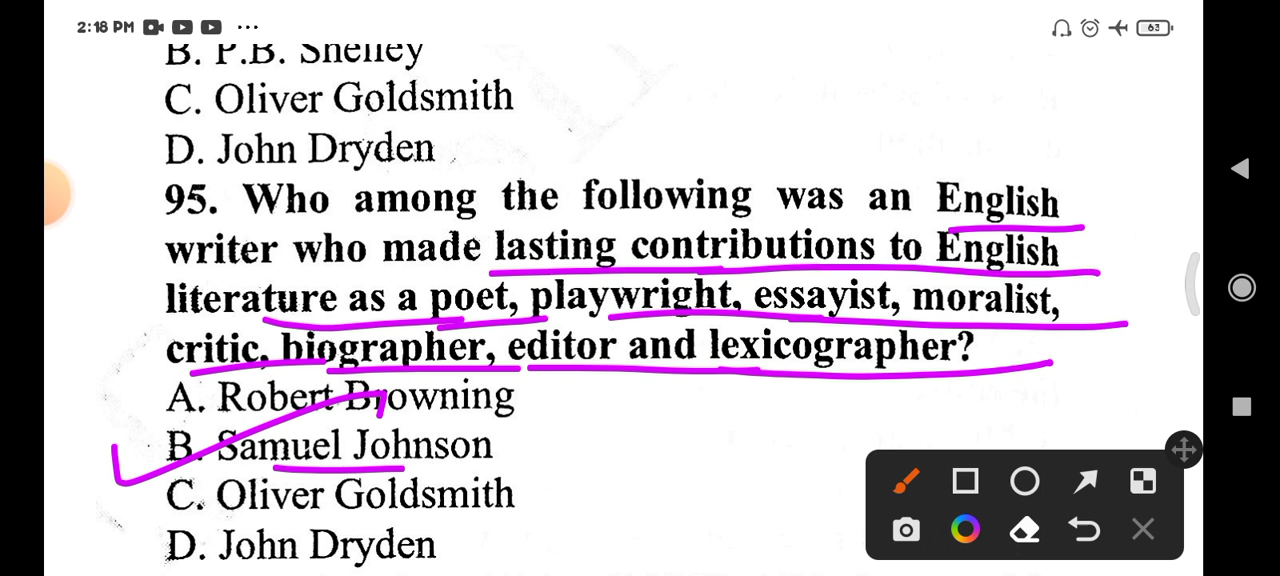 2:18 PM
63
B. P.B. Shelley
C. Oliver Goldsmith
D. John Dryden
95. Who among the following was an English
writer who made lasting contributions to English
literature as a poet, playwright, essayist, moralist,
critic, biographer, editor and lexicographer?
A. Robert Browning
B. Samuel Johnson
C. Oliver Goldsmith
D. John Dryden